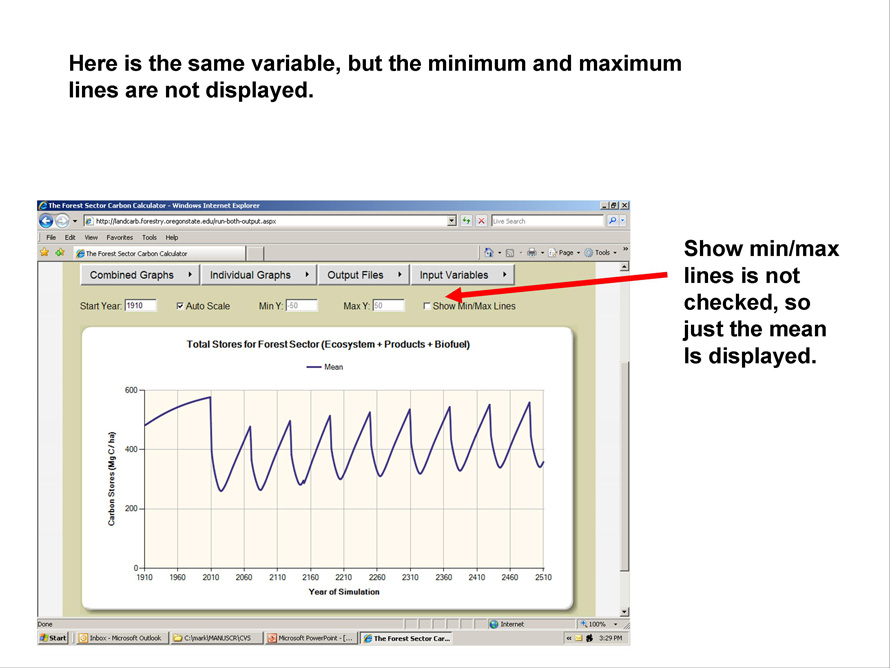 Here is the same variable, but the minimum and maximum
lines are not displayed.
The Forest Sector Carbon Calculator - Windows Internet Explorer
http://landcarb.forestry.oregonstate.edu/run-both-output.aspx
Live Search
File Edit View Favorites Tools Help
The Forest Sector Carbon Calculator
Page Tools »
Combined Graphs Individual Graphs Output Files Input Variables
Start Year: 1910 Auto Scale Min Y: -50 Max Y: 50 Show Min/Max Lines
Show min/max
lines is not
checked, so
just the mean
Is displayed.
Total Stores for Forest Sector (Ecosystem + Products + Biofuel)
Mean
Carbon Stores (Mg C/ha)
600
400
200
0
1910 1960 2010 2060 2110 2160 2210 2260 2310 2360 2410 2460 2510
Year of Simulation
Done Internet 100%
Start Inbox - Microsoft Outlook C:\mark\MANUSCR\CVS Microsoft PowerPoint - [... The Forest Sector Car... « 3:29 PM